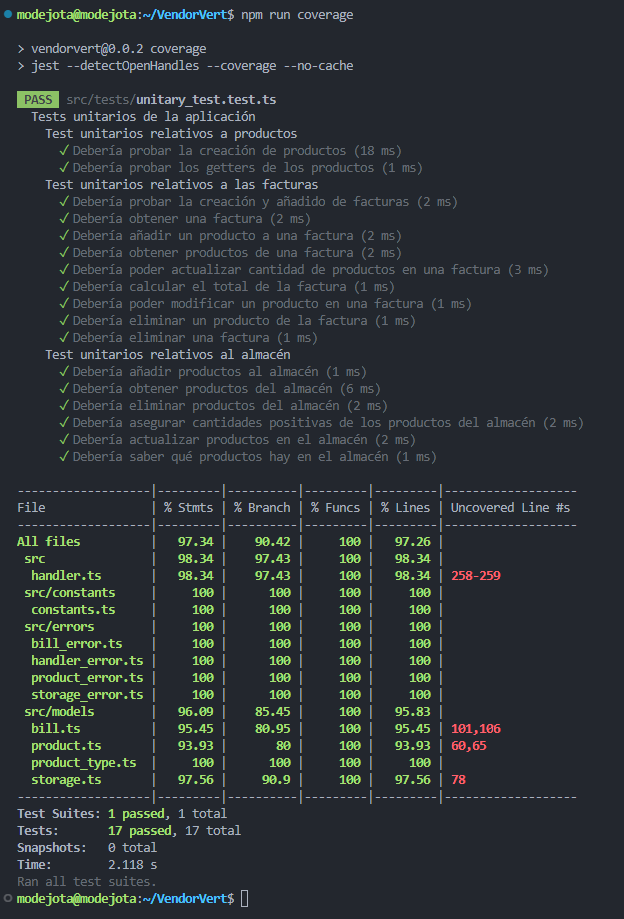 modejota@modejota:~/VendorVert$ npm run coverage
> vendorvert@0.0.2 coverage
> jest --detectOpenHandles --coverage --no-cache
PASS src/tests/unitary_test.test.ts
Tests unitarios de la aplicación
Test unitarios relativos a productos
✓ Debería probar la creación de productos (18 ms)
✓ Debería probar los getters de los productos (1 ms)
Test unitarios relativos a las facturas
✓ Debería probar la creación y añadido de facturas (2 ms)
✓ Debería obtener una factura (2 ms)
✓ Debería añadir un producto a una factura (2 ms)
✓ Debería obtener productos de una factura (2 ms)
✓ Debería poder actualizar cantidad de productos en una factura (3 ms)
✓ Debería calcular el total de la factura (1 ms)
✓ Debería poder modificar un producto en una factura (1 ms)
✓ Debería eliminar un producto de la factura (1 ms)
✓ Debería eliminar una factura (1 ms)
Test unitarios relativos al almacén
✓ Debería añadir productos al almacén (1 ms)
✓ Debería obtener productos del almacén (6 ms)
✓ Debería eliminar productos del almacén (2 ms)
✓ Debería asegurar cantidades positivas de los productos del almacén (2 ms)
✓ Debería actualizar productos en el almacén (2 ms)
✓ Debería saber qué productos hay en el almacén (1 ms)
-------------------|---------|----------|---------|---------|-------------------
File | % Stmts | % Branch | % Funcs | % Lines | Uncovered Line #s
-------------------|---------|----------|---------|---------|-------------------
All files | 97.34 | 90.42 | 100 | 97.26 |
src | 98.34 | 97.43 | 100 | 98.34 |
handler.ts | 98.34 | 97.43 | 100 | 98.34 | 258-259
src/constants | 100 | 100 | 100 | 100 |
constants.ts | 100 | 100 | 100 | 100 |
src/errors | 100 | 100 | 100 | 100 |
bill_error.ts | 100 | 100 | 100 | 100 |
handler_error.ts | 100 | 100 | 100 | 100 |
product_error.ts | 100 | 100 | 100 | 100 |
storage_error.ts | 100 | 100 | 100 | 100 |
src/models | 96.09 | 85.45 | 100 | 95.83 |
bill.ts | 95.45 | 80.95 | 100 | 95.45 | 101,106
product.ts | 93.93 | 80 | 100 | 93.93 | 60,65
product_type.ts | 100 | 100 | 100 | 100 |
storage.ts | 97.56 | 90.9 | 100 | 97.56 | 78
-------------------|---------|----------|---------|---------|-------------------
Test Suites: 1 passed, 1 total
Tests: 17 passed, 17 total
Snapshots: 0 total
Time: 2.118 s
Ran all test suites.
modejota@modejota:~/VendorVert$